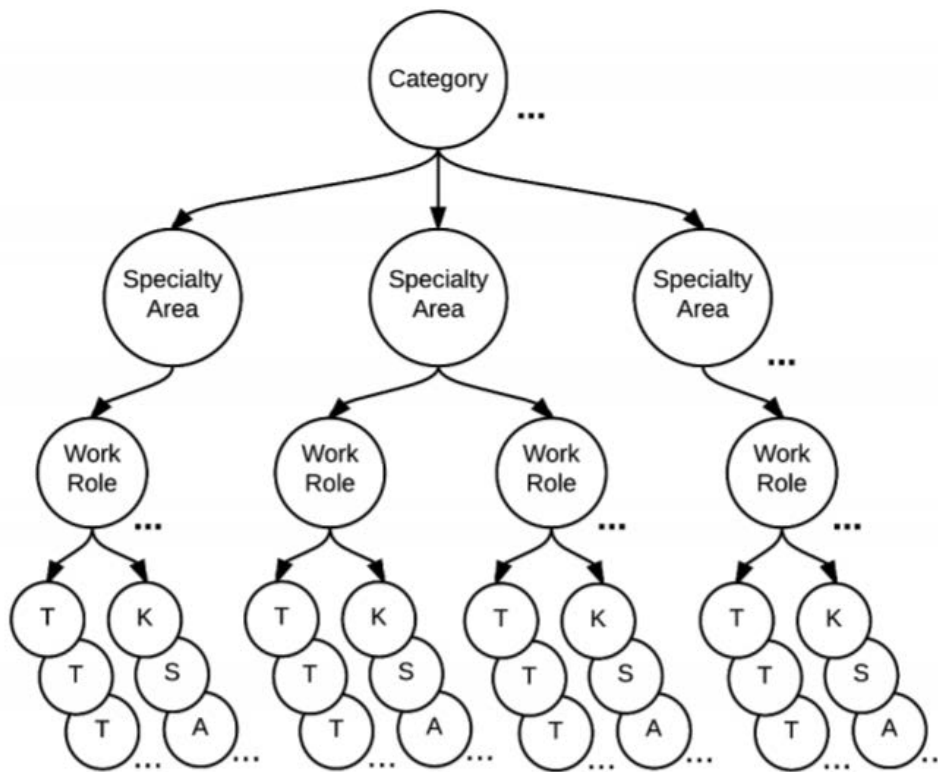 Category
...
Specialty
Area
Specialty
Area
Specialty
Area
...
Work
Role
...
Work
Role
Work
Role
...
Work
Role
...
T K T K T K T K
T S T S T S T S
T ... A ... T ... A ... T ... A ... T ... A ...